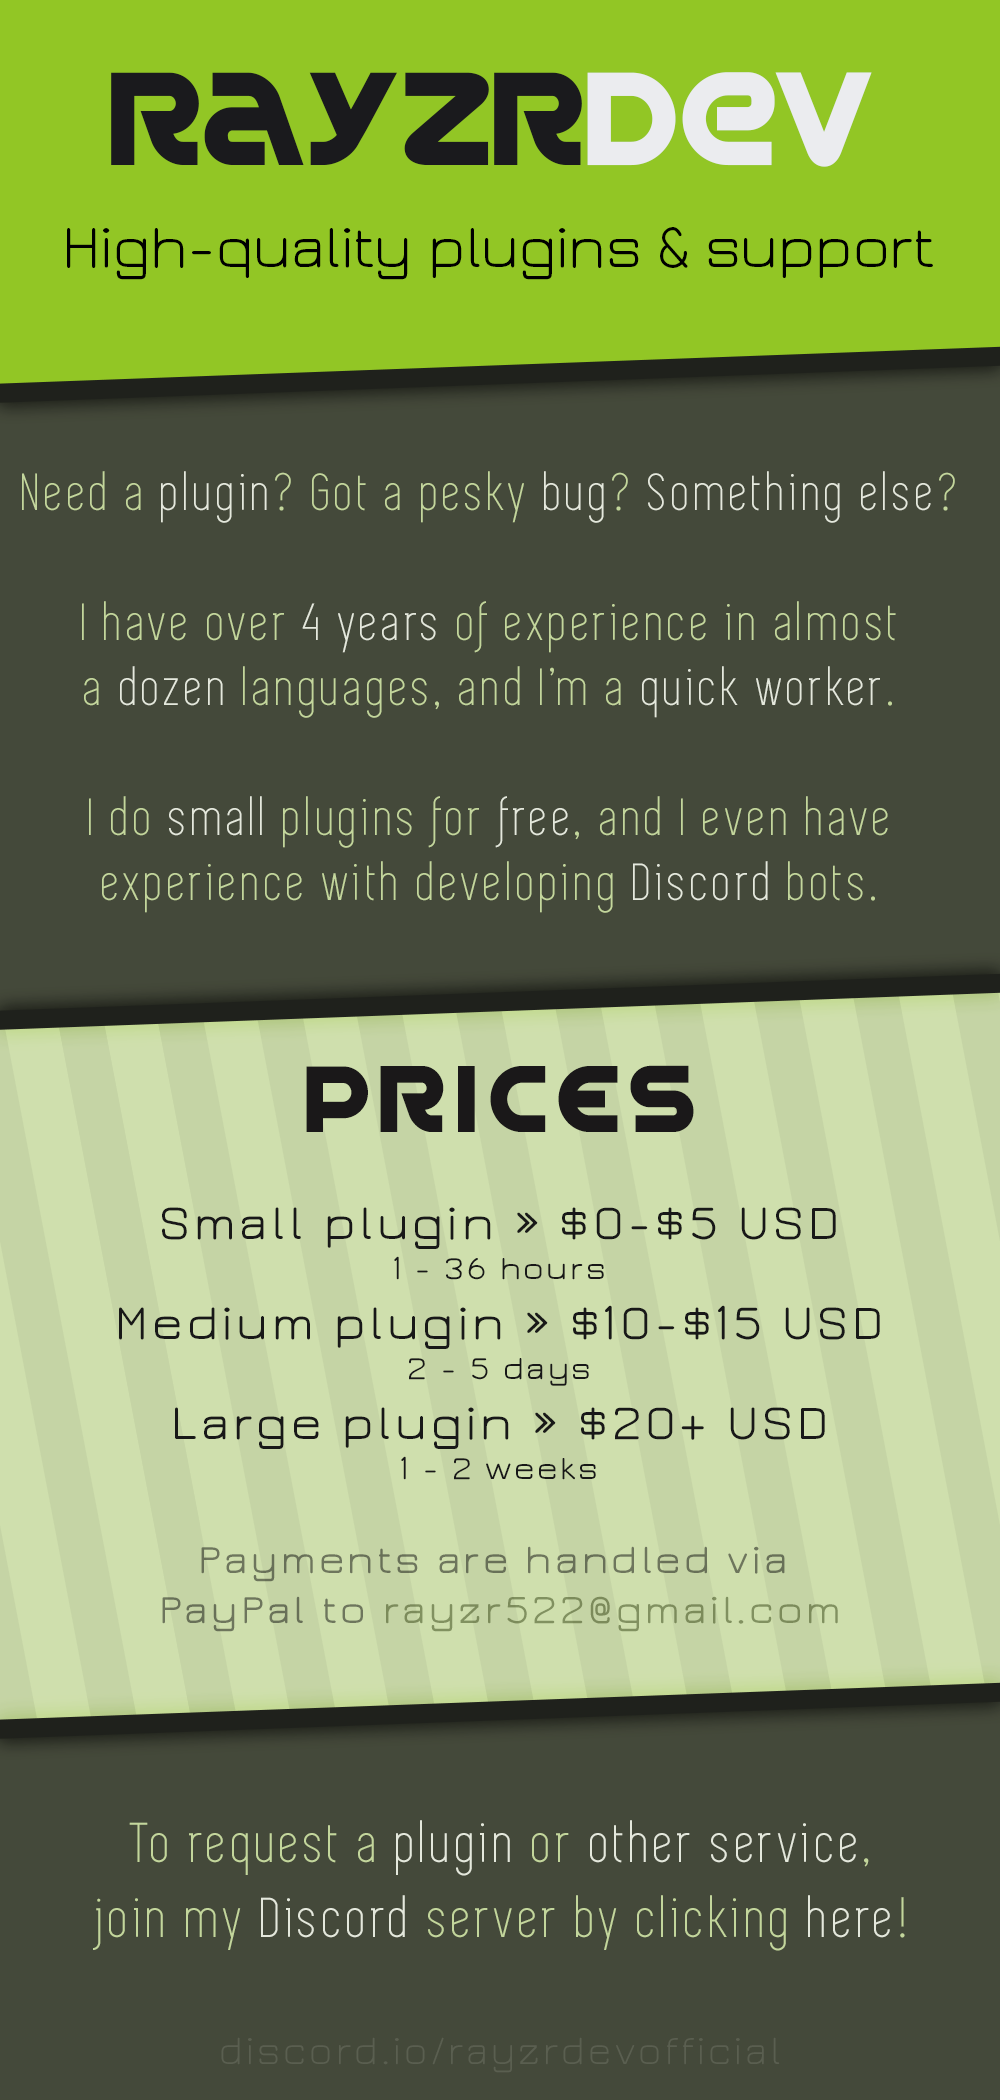 RAYZRDEV
High-quality plugins & support
Need a plugin? Got a pesky bug? Something else?
I have over 4 years of experience in almost
a dozen languages, and I'm a quick worker.
I do small plugins for free, and I even have
experience with developing Discord bots.
PRICES
Small plugin » $0-$5 USD
1 - 36 hours
Medium plugin » $10-$15 USD
2 - 5 days
Large plugin » $20+ USD
1 - 2 weeks
Payments are handled via
PayPal to rayzr522@gmail.com
To request a plugin or other service,
join my Discord server by clicking here!
discord.io/rayzrdevofficial